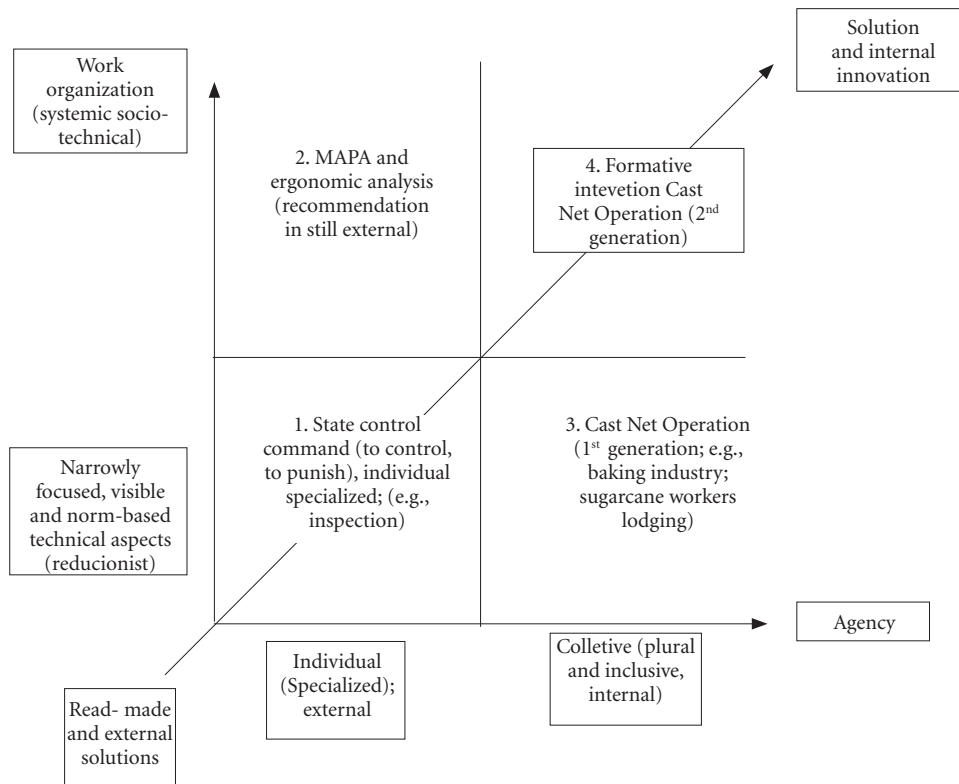 Solution
and internal
innovation
Work
organization
(systemic socio-
technical)
2. MAPA and
ergonomic analysis
(recommendation
in still external)
4. Formative
intevetion Cast
Net Operation (2nd
generation)
1. State control
command (to control,
to punish), individual
specialized; (e.g.,
inspection)
3. Cast Net Operation
(1st generation; e.g.,
baking industry;
sugarcane workers
lodging)
Narrowly
focused, visible
and norm-based
technical aspects
(reducionist)
Agency
Individual
(Specialized);
external
Colletive (plural
and inclusive,
internal)
Read- made
and external
solutions